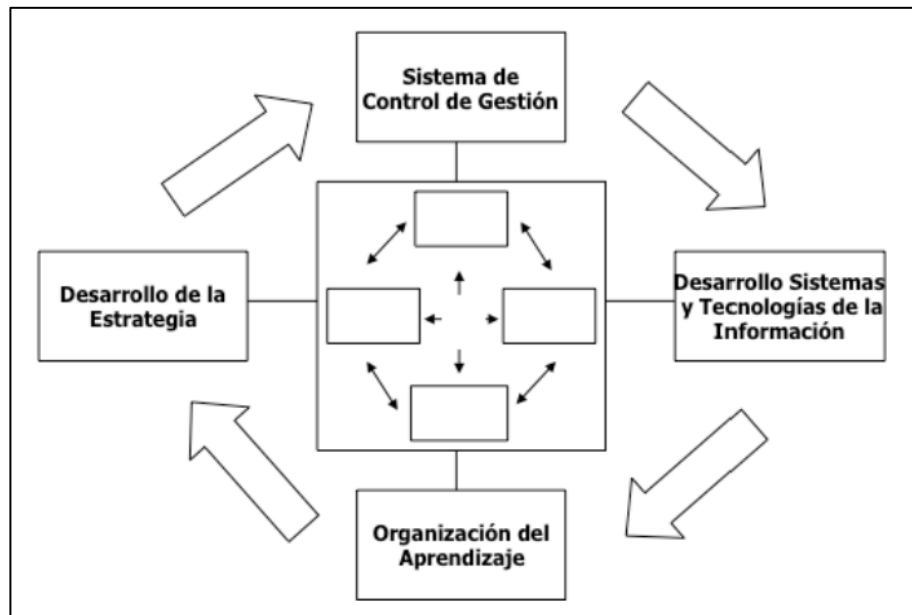 Sistema de
Control de Gestión
Desarrollo de la
Estrategia
Desarrollo Sistemas
y Tecnologías de la
Información
Organización del
Aprendizaje